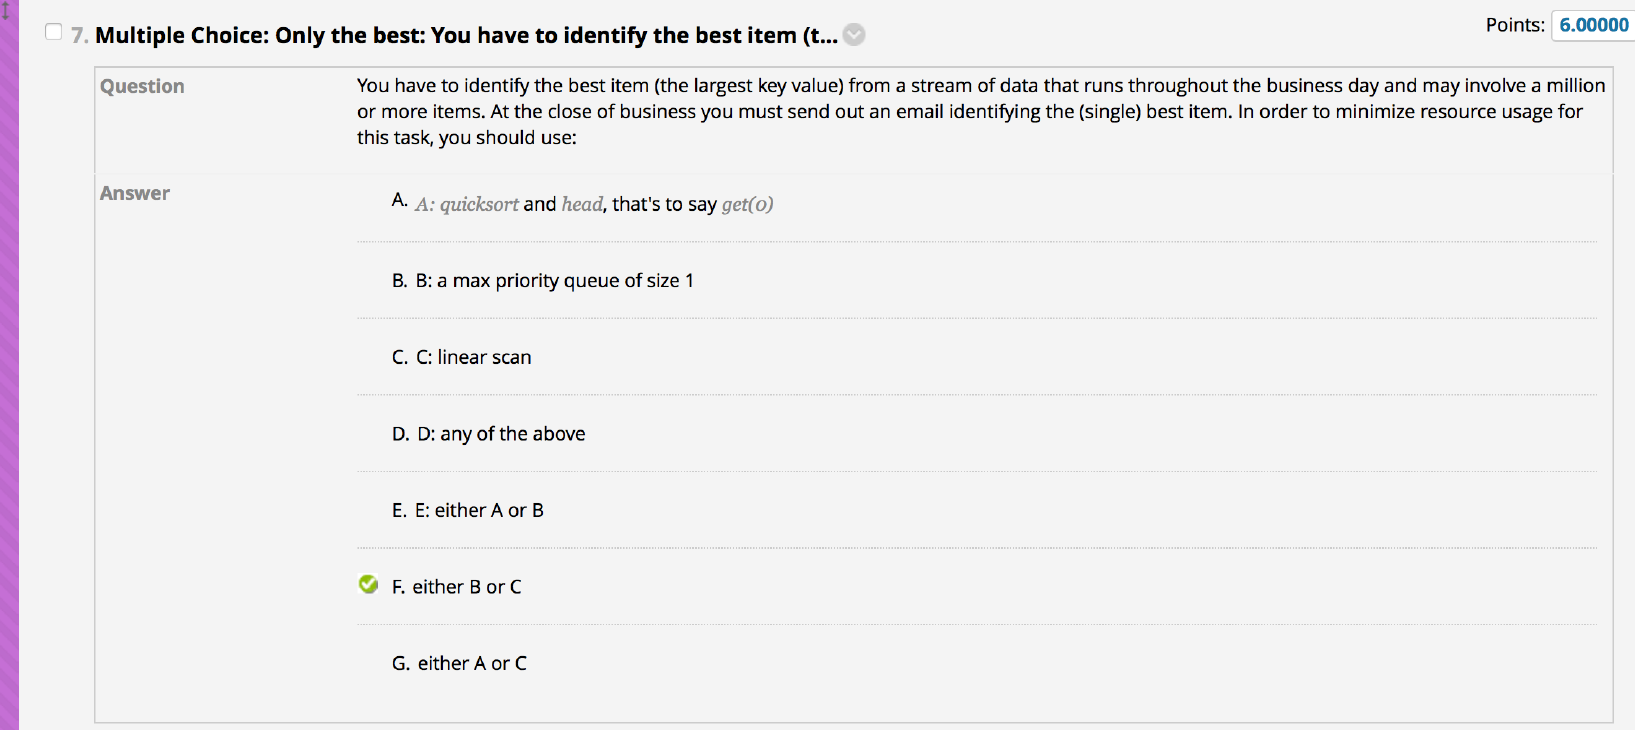 7. Multiple Choice: Only the best: You have to identify the best item (t...
Points: 6.00000
Question
You have to identify the best item (the largest key value) from a stream of data that runs throughout the business day and may involve a million
or more items. At the close of business you must send out an email identifying the (single) best item. In order to minimize resource usage for
this task, you should use:
Answer
A. A: quicksort and head, that's to say get(0)
B. B: a max priority queue of size 1
C. C: linear scan
D. D: any of the above
E. E: either A or B
F. either B or C
G. either A or C